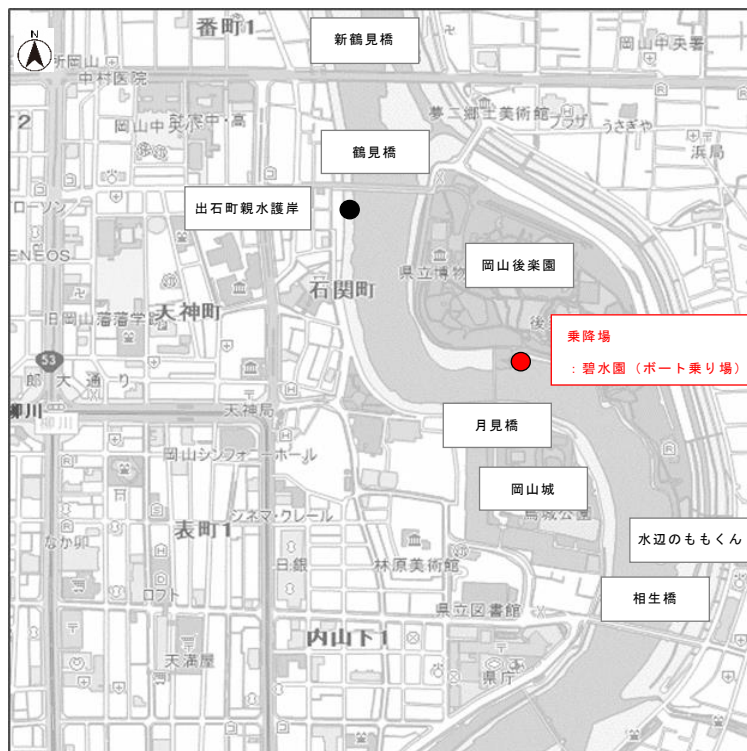 番町1
新鶴見橋
N
岡山中央署
新岡山
中村医院
夢二郷土美術館
プラザ
うさぎや
岡山中央小
中・高
浜局
鶴見橋
ローソン
出石町親水護岸
ENEOS
岡山後楽園
県立博物
石関町
天神町
後
旧岡山藩藩学
乗降場
:碧水園(ボート乗り場)
53
柳川
柳川
天神局
月見橋
岡山シンフォニーホール
岡山城
烏城公園
シネマ・クレール
表町1
水辺のももくん
なか卯
日銀
林原美術館
ロフト
相生橋
県立図書館
内山下1
天満屋
県庁